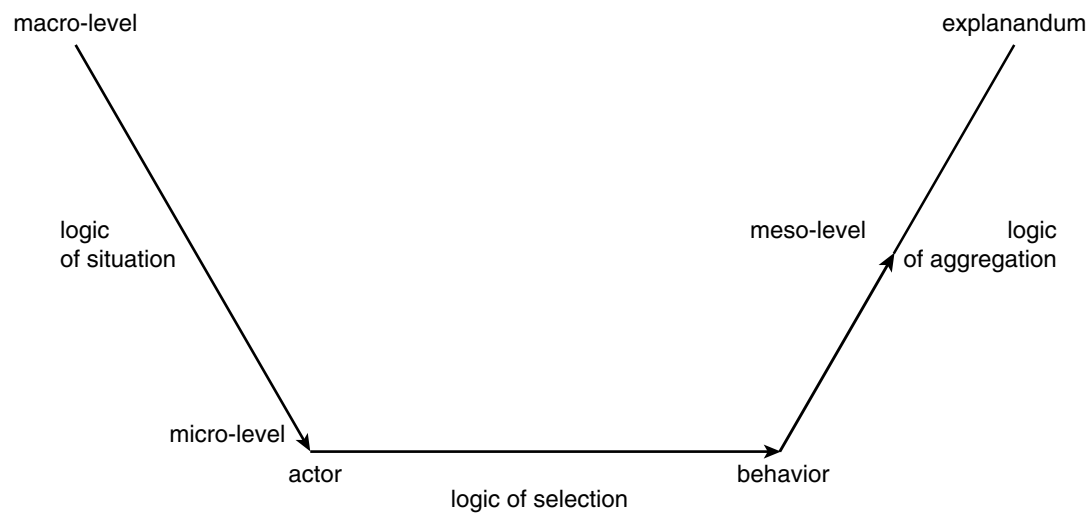 macro-level
explanandum
logic
of situation
meso-level
logic
of aggregation
micro-level
actor
behavior
logic of selection